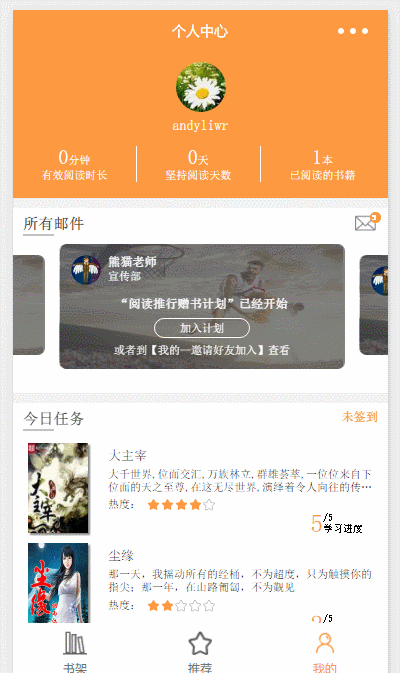 个人中心
andyliwr
0分钟
0天
1本
有效阅读时长
坚持阅读天数
已阅读的书籍
所有邮件
3
熊猫老师
宣传部
“阅读推行赠书计划”已经开始
加入计划
或者到【我的—邀请好友加入】查看
今日任务
未签到
大主宰
大主宰
大千世界,位面交汇,万族林立,群雄荟萃,一位位来自下
位面的天之至尊,在这无尽世界,演绎着令人向往的传…
热度:
5/5
学习进度
尘缘
尘缘
那一天，我摇动所有的经桶，不为超度，只为触摸你的
指尖；那一年，在山路匍匐，不为觐见
热度:
/5
书架
推荐
我的